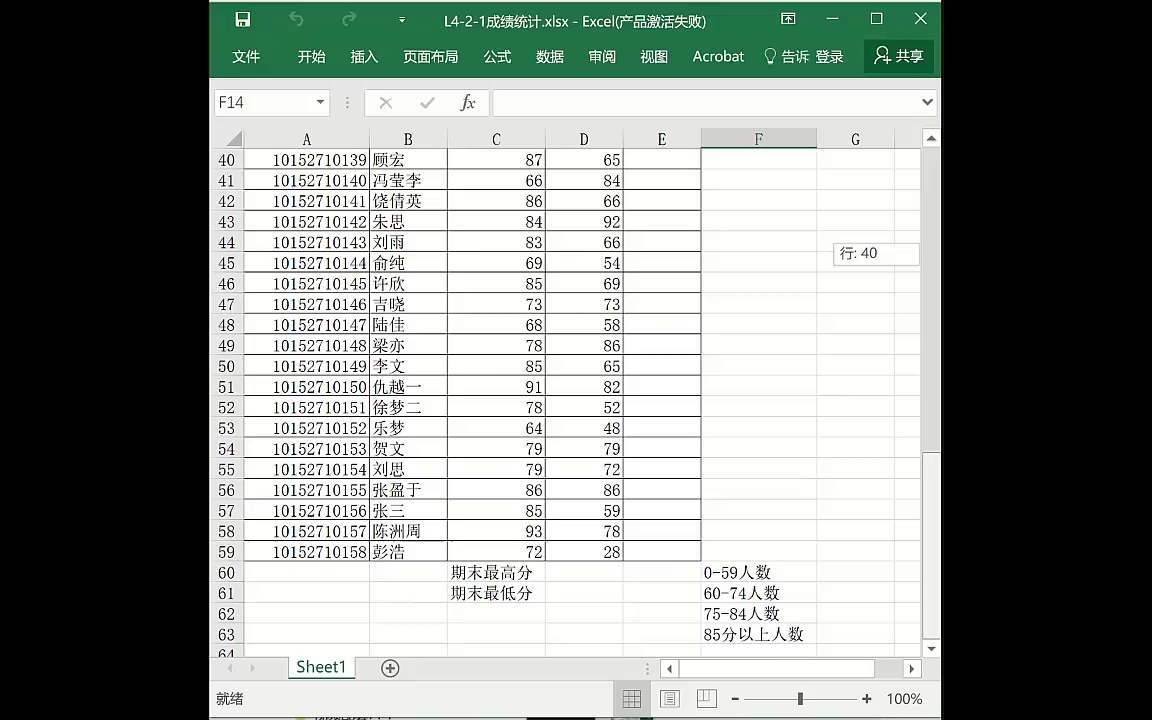 L4-2-1成绩统计.xlsx - Excel(产品激活失败)
文件 开始 插入 页面布局 公式 数据 审阅 视图 Acrobat 告诉 登录 共享
F14 fx
A B C D E F G
40 10152710139 顾宏 87 65
41 10152710140 冯莹李 66 84
42 10152710141 饶倩英 86 66
43 10152710142 朱思 84 92
44 10152710143 刘雨 83 66
行: 40
45 10152710144 俞纯 69 54
46 10152710145 许欣 85 69
47 10152710146 吉晓 73 73
48 10152710147 陆佳 68 58
49 10152710148 梁亦 78 86
50 10152710149 李文 85 65
51 10152710150 仇越一 91 82
52 10152710151 徐梦二 78 52
53 10152710152 乐梦 64 48
54 10152710153 贺文 79 79
55 10152710154 刘思 79 72
56 10152710155 张盈于 86 86
57 10152710156 张三 85 59
58 10152710157 陈洲周 93 78
59 10152710158 彭浩 72 28
60 期末最高分 0-59人数
61 期末最低分 60-74人数
62 75-84人数
63 85分以上人数
64
Sheet1
就绪 100%